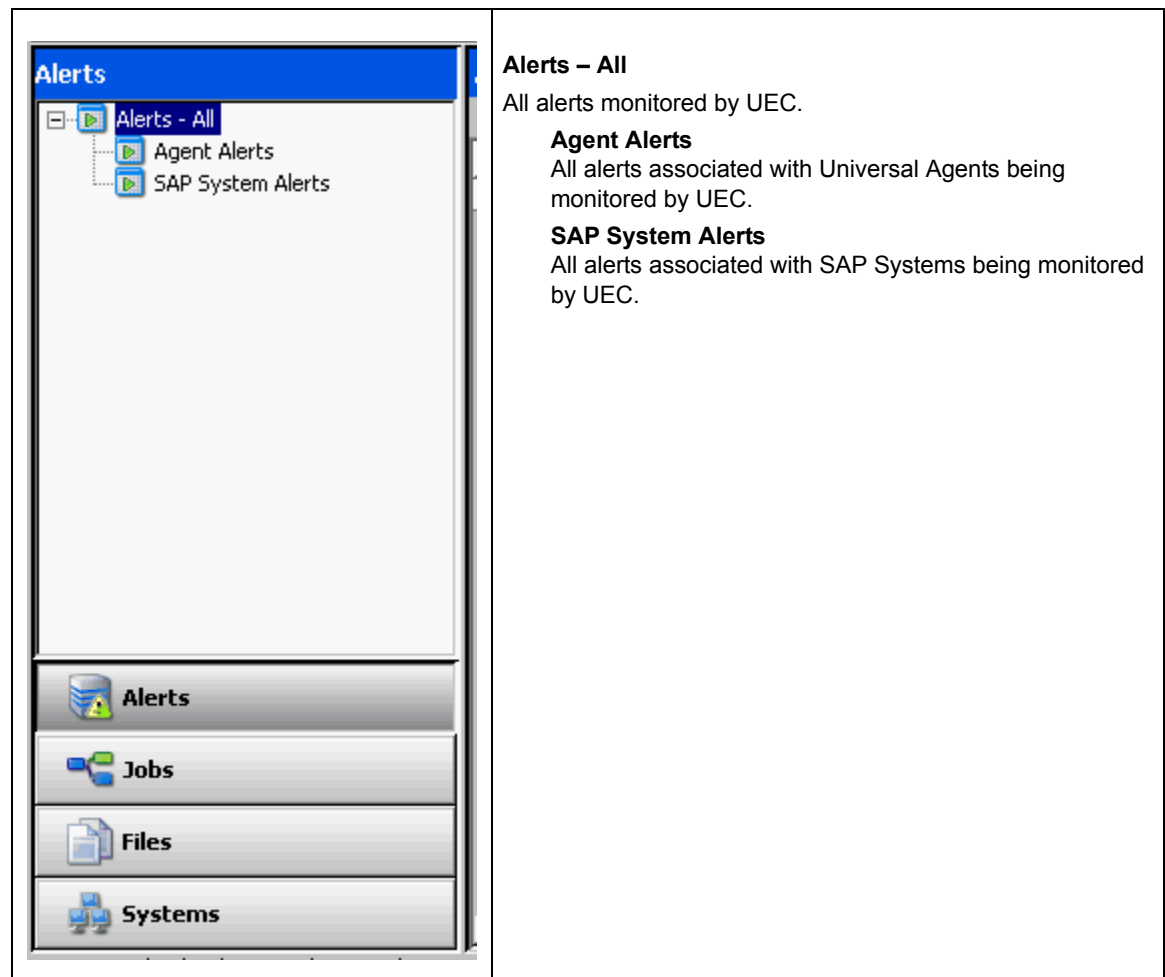 Alerts
Alerts - All
Agent Alerts
SAP System Alerts
Alerts
Jobs
Files
Systems
Alerts – All
All alerts monitored by UEC.
Agent Alerts
All alerts associated with Universal Agents being
monitored by UEC.
SAP System Alerts
All alerts associated with SAP Systems being monitored
by UEC.